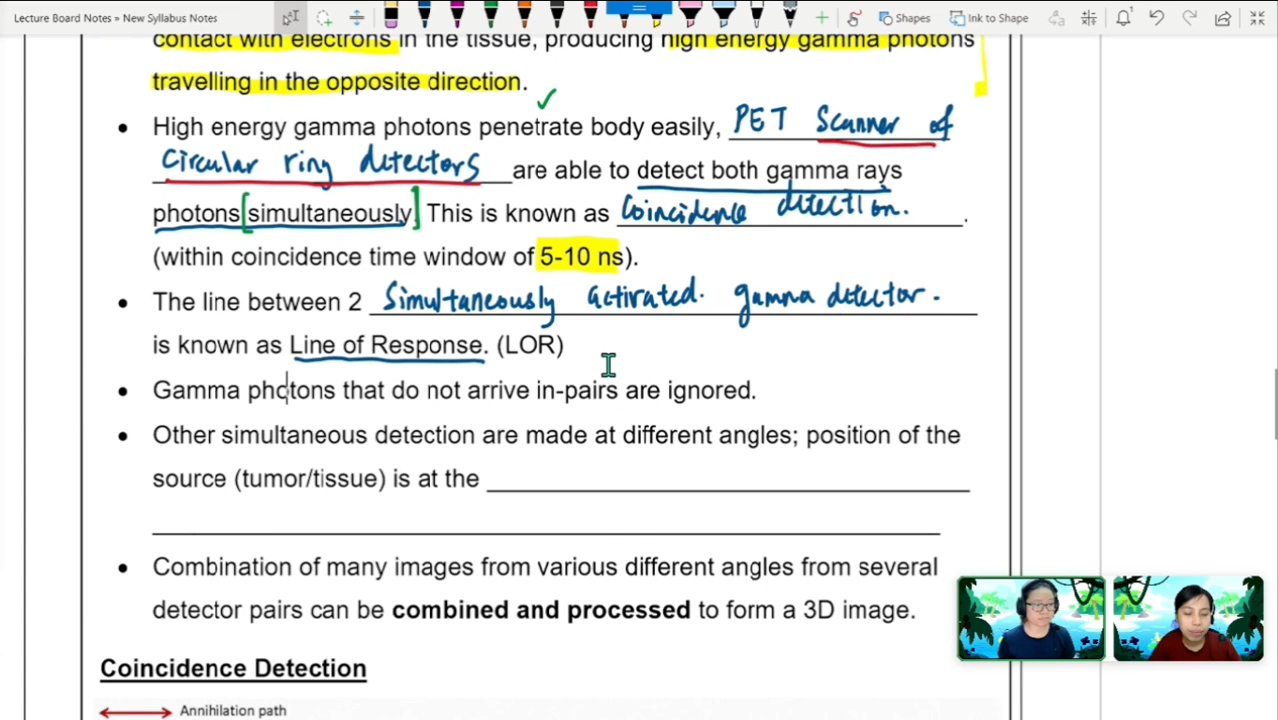 Lecture Board Notes » New Syllabus Notes
Shapes
Ink to Shape
contact with electrons in the tissue, producing high energy gamma photons
travelling in the opposite direction.
• High energy gamma photons penetrate body easily, PET Scanner of
Circular ring detectors are able to detect both gamma rays
photons [simultaneously]. This is known as Coincidence detection. .
(within coincidence time window of 5-10 ns).
• The line between 2 Simultaneously activated. gamma detector.
is known as Line of Response. (LOR)
• Gamma photons that do not arrive in-pairs are ignored.
• Other simultaneous detection are made at different angles; position of the
source (tumor/tissue) is at the
• Combination of many images from various different angles from several
detector pairs can be combined and processed to form a 3D image.
Coincidence Detection
Annihilation path